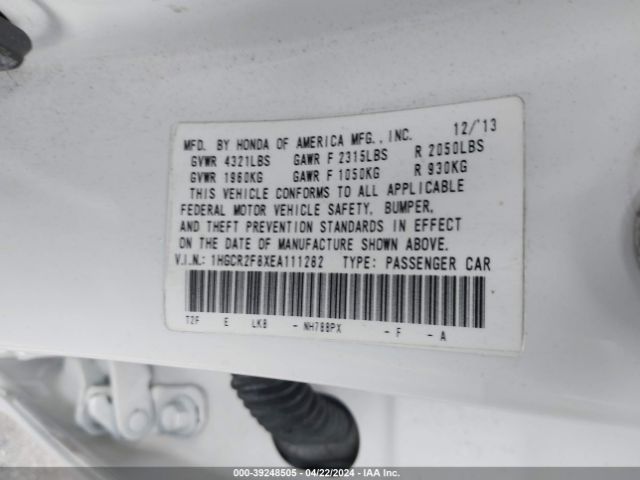 MFD. BY HONDA OF AMERICA MFG., INC. 12/'13
GVWR 4321LBS GAWR F 2315LBS R 2050LBS
GVWR 1960KG GAWR F 1050KG R 930KG
THIS VEHICLE CONFORMS TO ALL APPLICABLE
FEDERAL MOTOR VEHICLE SAFETY, BUMPER,
AND THEFT PREVENTION STANDARDS IN EFFECT
ON THE DATE OF MANUFACTURE SHOWN ABOVE.
V.I.N.: 1HGCR2F8XEA111282 TYPE: PASSENGER CAR
T2F E LKB - NH788PX - F - A
000-39248505 - 04/22/2024 - IAA Inc.